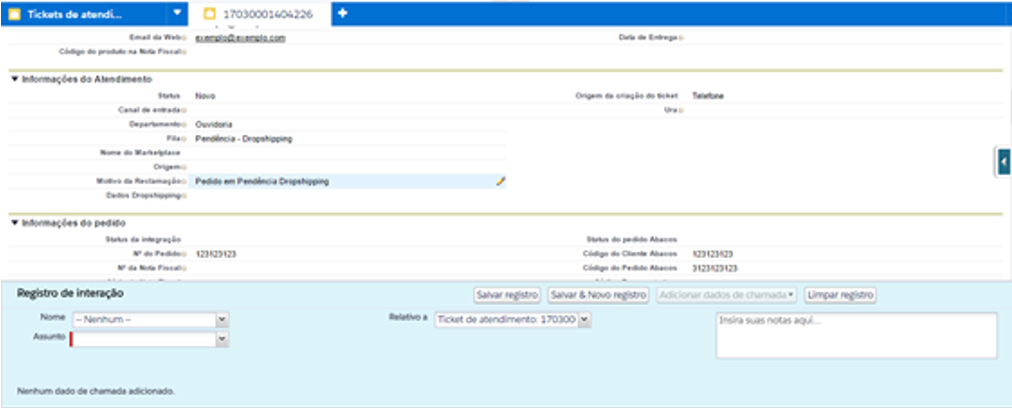 Tickets de atendi... 17030001404226 +
Email da Web exemplo@exemplo.com Data de Entrega
Código do produto na Nota Fiscal
Informações do Atendimento
Status Novo Origem da criação do ticket Telefone
Canal de entrada Ura
Departamento Ouvidoria
Fila Pendência - Dropshipping
Nome do Marketplace
Origem
Motivo da Reclamação Pedido em Pendência Dropshipping
Dados Dropshipping
Informações do pedido
Status da integração Status do pedido Abacos
Nº do Pedido 123123123 Código do Cliente Abacos 123123123
Nº da Nota Fiscal Código do Pedido Abacos 3123123123
Registro de interação Salvar registro Salvar & Novo registro Adicionar dados de chamada Limpar registro
Nome -- Nenhum -- Relativo a Ticket de atendimento: 170300 Insira suas notas aqui...
Assunto
Nenhum dado de chamada adicionado.